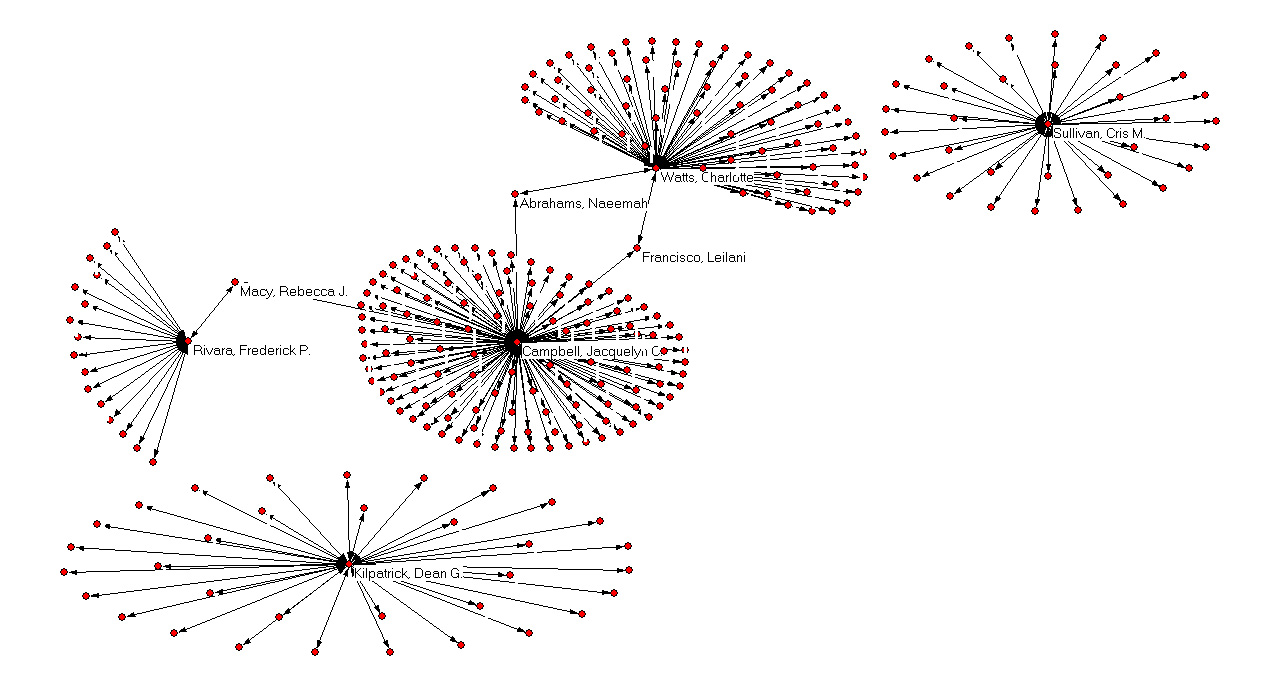 Sullivan, Cris M.
Watts, Charlotte
Abrahams, Naeemah
Francisco, Leilani
Macy, Rebecca J.
Rivara, Frederick P.
Campbell, Jacquelyn C.
Kilpatrick, Dean G.